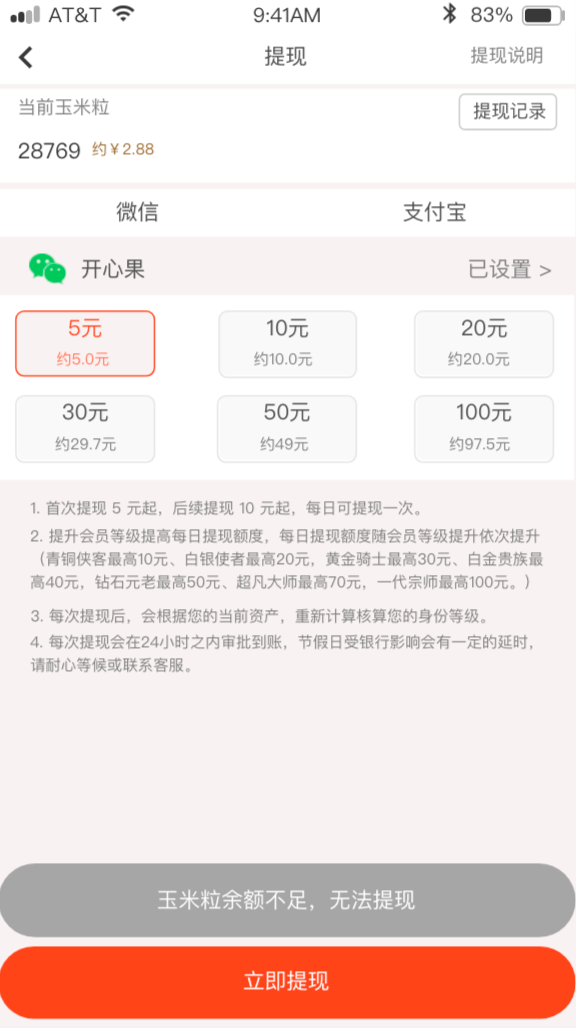 AT&T 9:41AM 83%
提现 提现说明
当前玉米粒 提现记录
28769 约￥2.88
微信 支付宝
开心果 已设置 >
5元 10元 20元
约5.0元 约10.0元 约20.0元
30元 50元 100元
约29.7元 约49元 约97.5元
1. 首次提现 5 元起，后续提现 10 元起，每日可提现一次。
2. 提升会员等级提高每日提现额度，每日提现额度随会员等级提升依次提升
（青铜侠客最高10元、白银使者最高20元，黄金骑士最高30元、白金贵族最
高40元，钻石元老最高50元、超凡大师最高70元，一代宗师最高100元。）
3. 每次提现后，会根据您的当前资产，重新计算核算您的身份等级。
4. 每次提现会在24小时之内审批到账，节假日受银行影响会有一定的延时，
请耐心等候或联系客服。
玉米粒余额不足，无法提现
立即提现